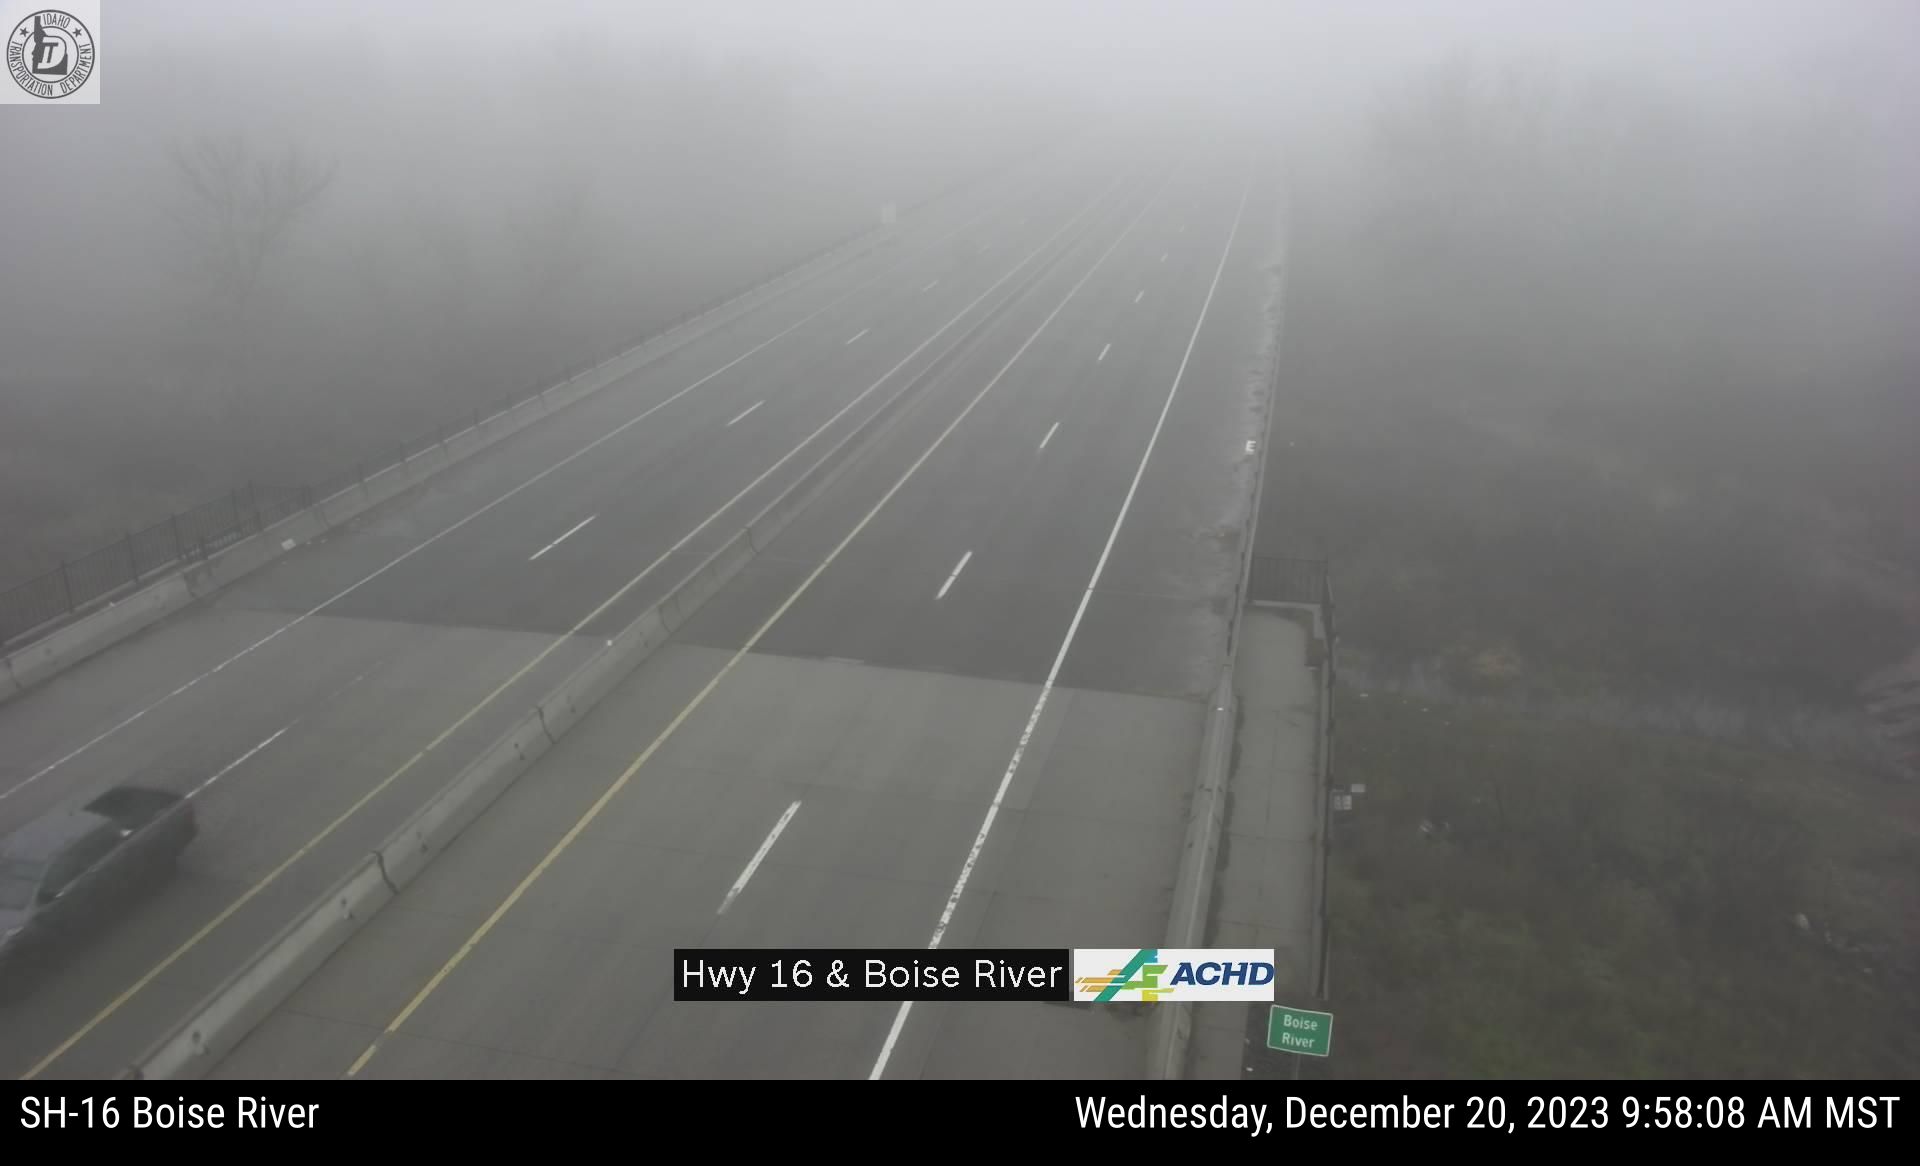 IDAHO
TRANSPORTATION DEPARTMENT
E
Hwy 16 & Boise River
ACHD
Boise
River
SH-16 Boise River
Wednesday, December 20, 2023 9:58:08 AM MST